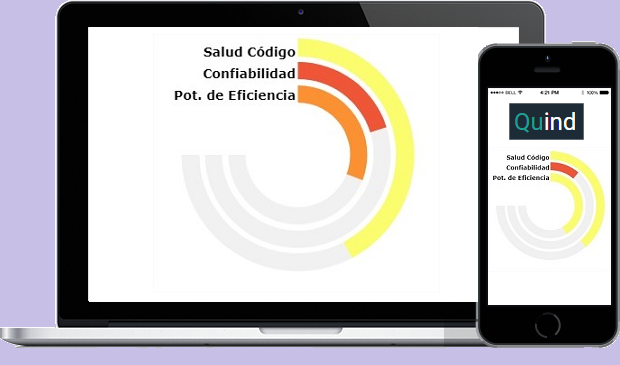 Salud Código
Confiabilidad
Pot. de Eficiencia
BELL
4:21 PM
100%
Quind
Salud Código
Confiabilidad
Pot. de Eficiencia